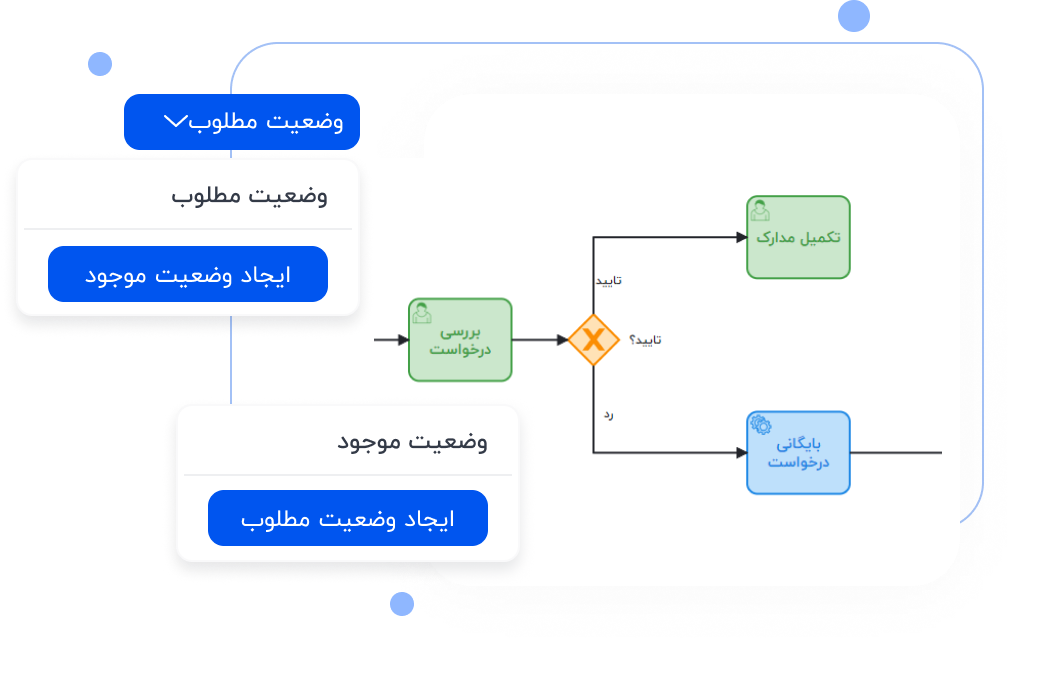 وضعیت مطلوب
وضعیت مطلوب
ایجاد وضعیت موجود
تکمیل مدارک
تایید
بررسی
درخواست
تایید؟
رد
بایگانی
درخواست
وضعیت موجود
ایجاد وضعیت مطلوب